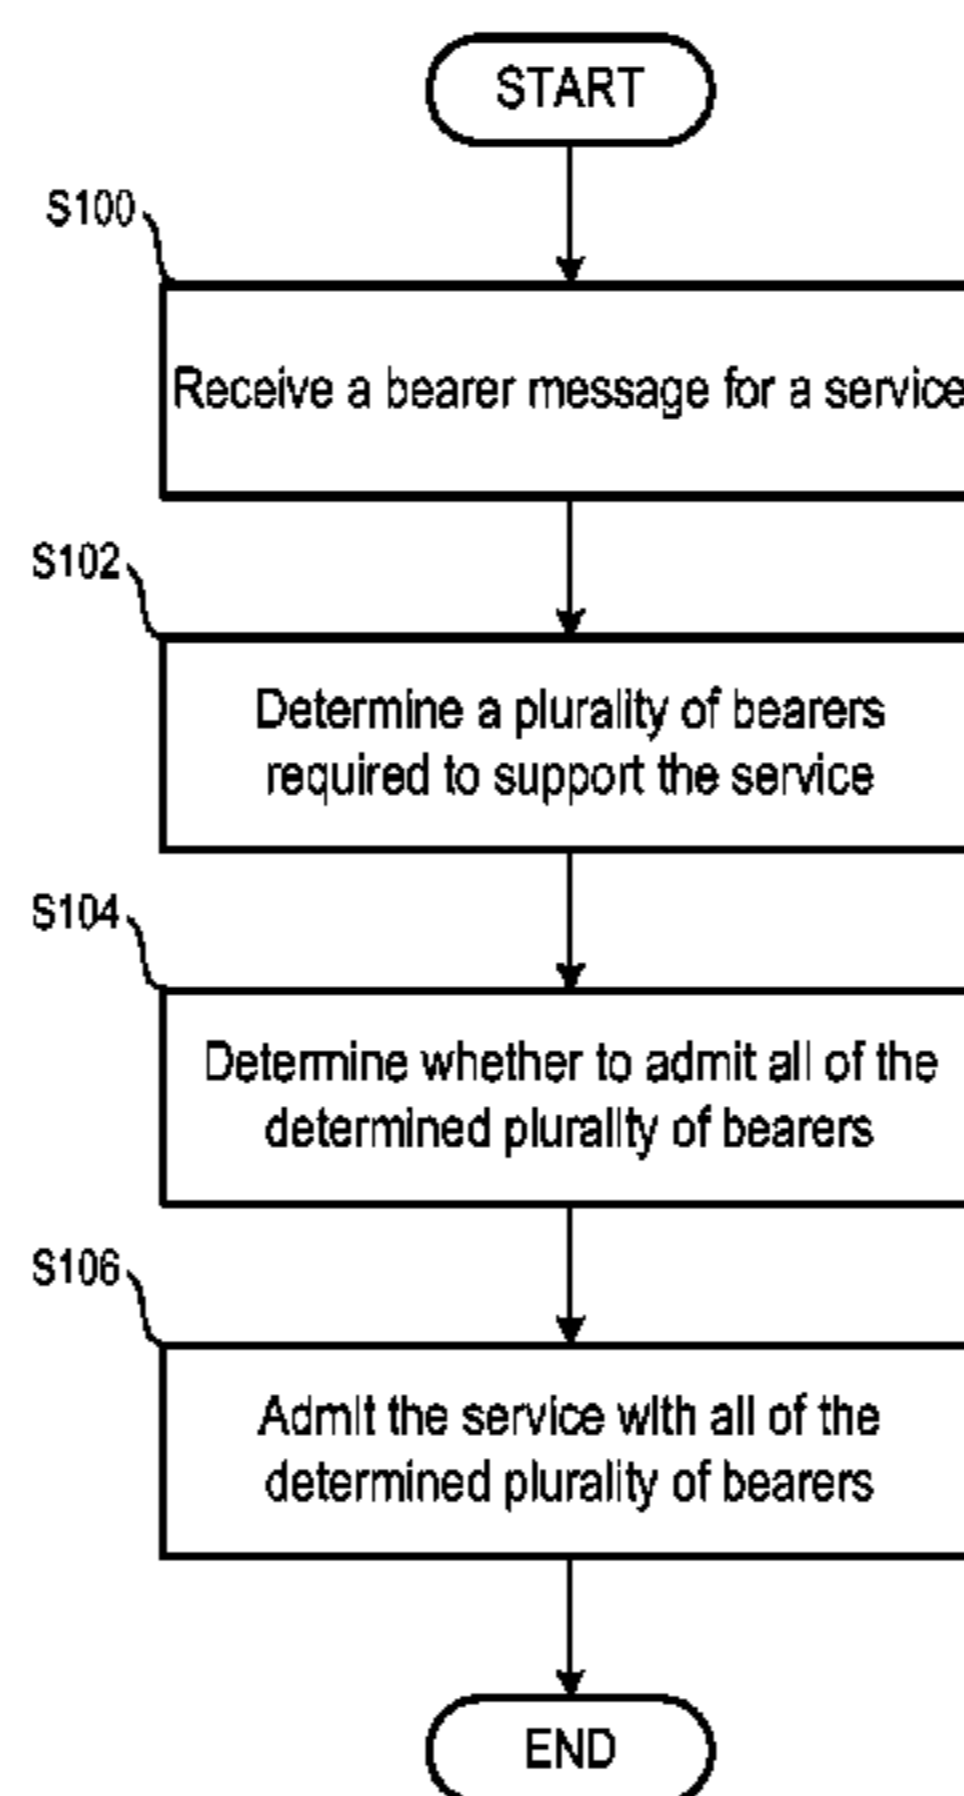 START
S100
Receive a bearer message for a service
S102
Determine a plurality of bearers
required to support the service
S104
Determine whether to admit all of the
determined plurality of bearers
S106
Admit the service with all of the
determined plurality of bearers
END